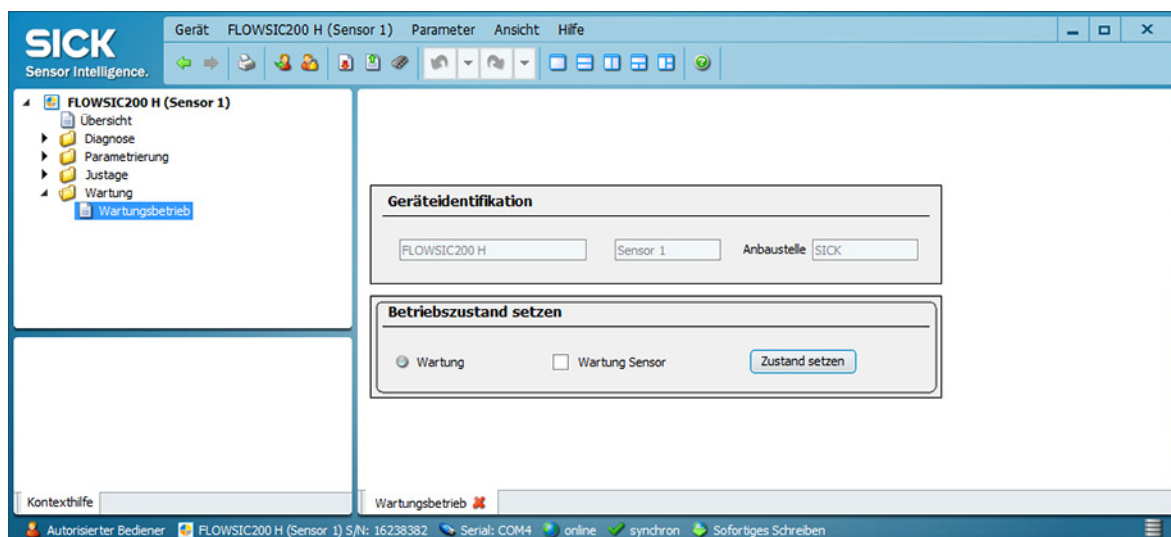 SICK
Sensor Intelligence.
Gerät FLOWSIC200 H (Sensor 1) Parameter Ansicht Hilfe
FLOWSIC200 H (Sensor 1)
Übersicht
Diagnose
Parametrierung
Justage
Wartung
Wartungsbetrieb
Kontexthilfe
Geräteidentifikation
FLOWSIC200 H Sensor 1 Anbaustelle SICK
Betriebszustand setzen
Wartung Wartung Sensor Zustand setzen
Wartungsbetrieb
Autorisierter Bediener FLOWSIC200 H (Sensor 1) S/N: 16238382 Serial: COM4 online synchron Sofortiges Schreiben